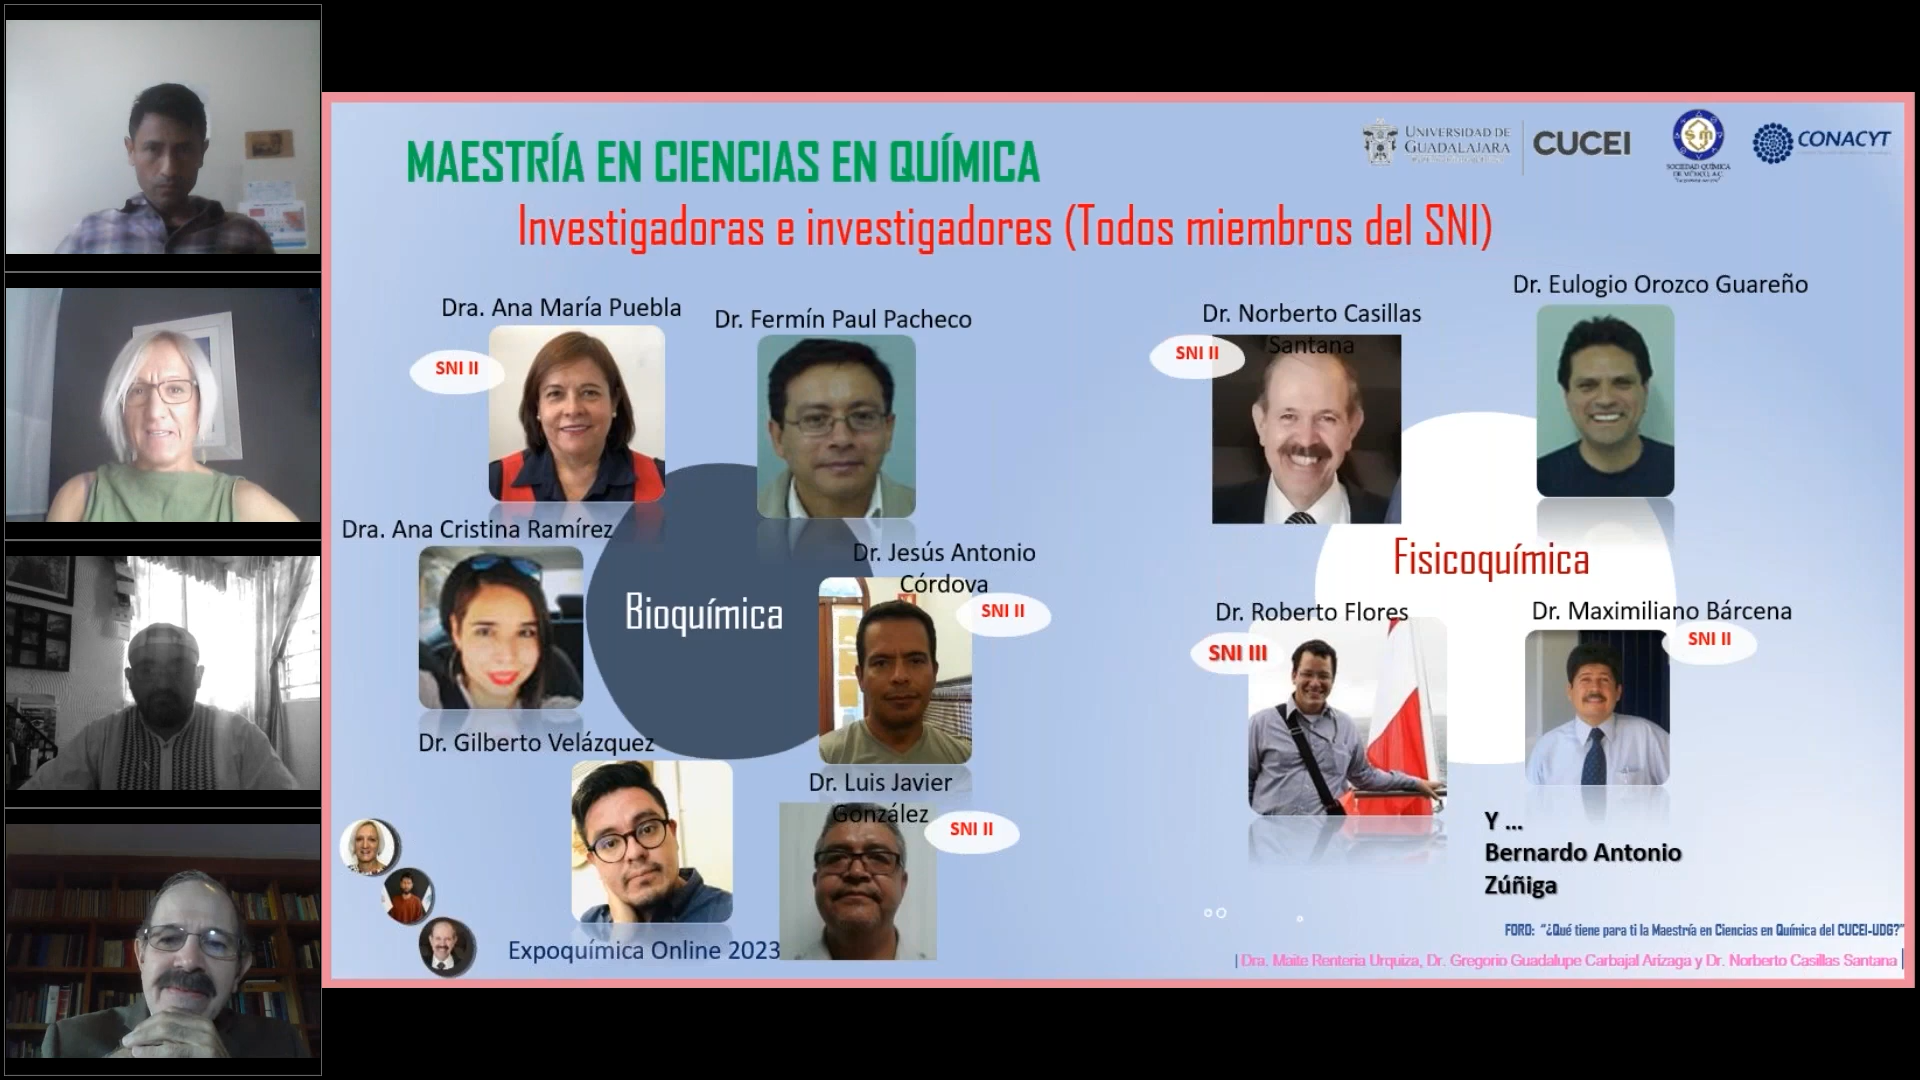 MAESTRÍA EN CIENCIAS EN QUÍMICA
UNIVERSIDAD DE
GUADALAJARA
CUCEI
SOCIEDAD QUÍMICA
DE MÉXICO, A.C.
CONACYT
Investigadoras e investigadores (Todos miembros del SNI)
Dra. Ana María Puebla
SNI II
Dr. Fermín Paul Pacheco
Dra. Ana Cristina Ramírez
Bioquímica
Dr. Jesús Antonio
Córdova
SNI II
Dr. Gilberto Velázquez
Dr. Luis Javier
González
SNI II
Dr. Norberto Casillas
Santana
SNI II
Dr. Eulogio Orozco Guareño
Fisicoquímica
Dr. Roberto Flores
SNI III
Dr. Maximiliano Bárcena
SNI II
Y ...
Bernardo Antonio
Zúñiga
Expoquímica Online 2023
FORO: “¿Qué tiene para ti la Maestría en Ciencias en Química del CUCEI-UDG?”
| Dra. Maite Renteria Urquiza, Dr. Gregorio Guadalupe Carbajal Arizaga y Dr. Norberto Casillas Santana |